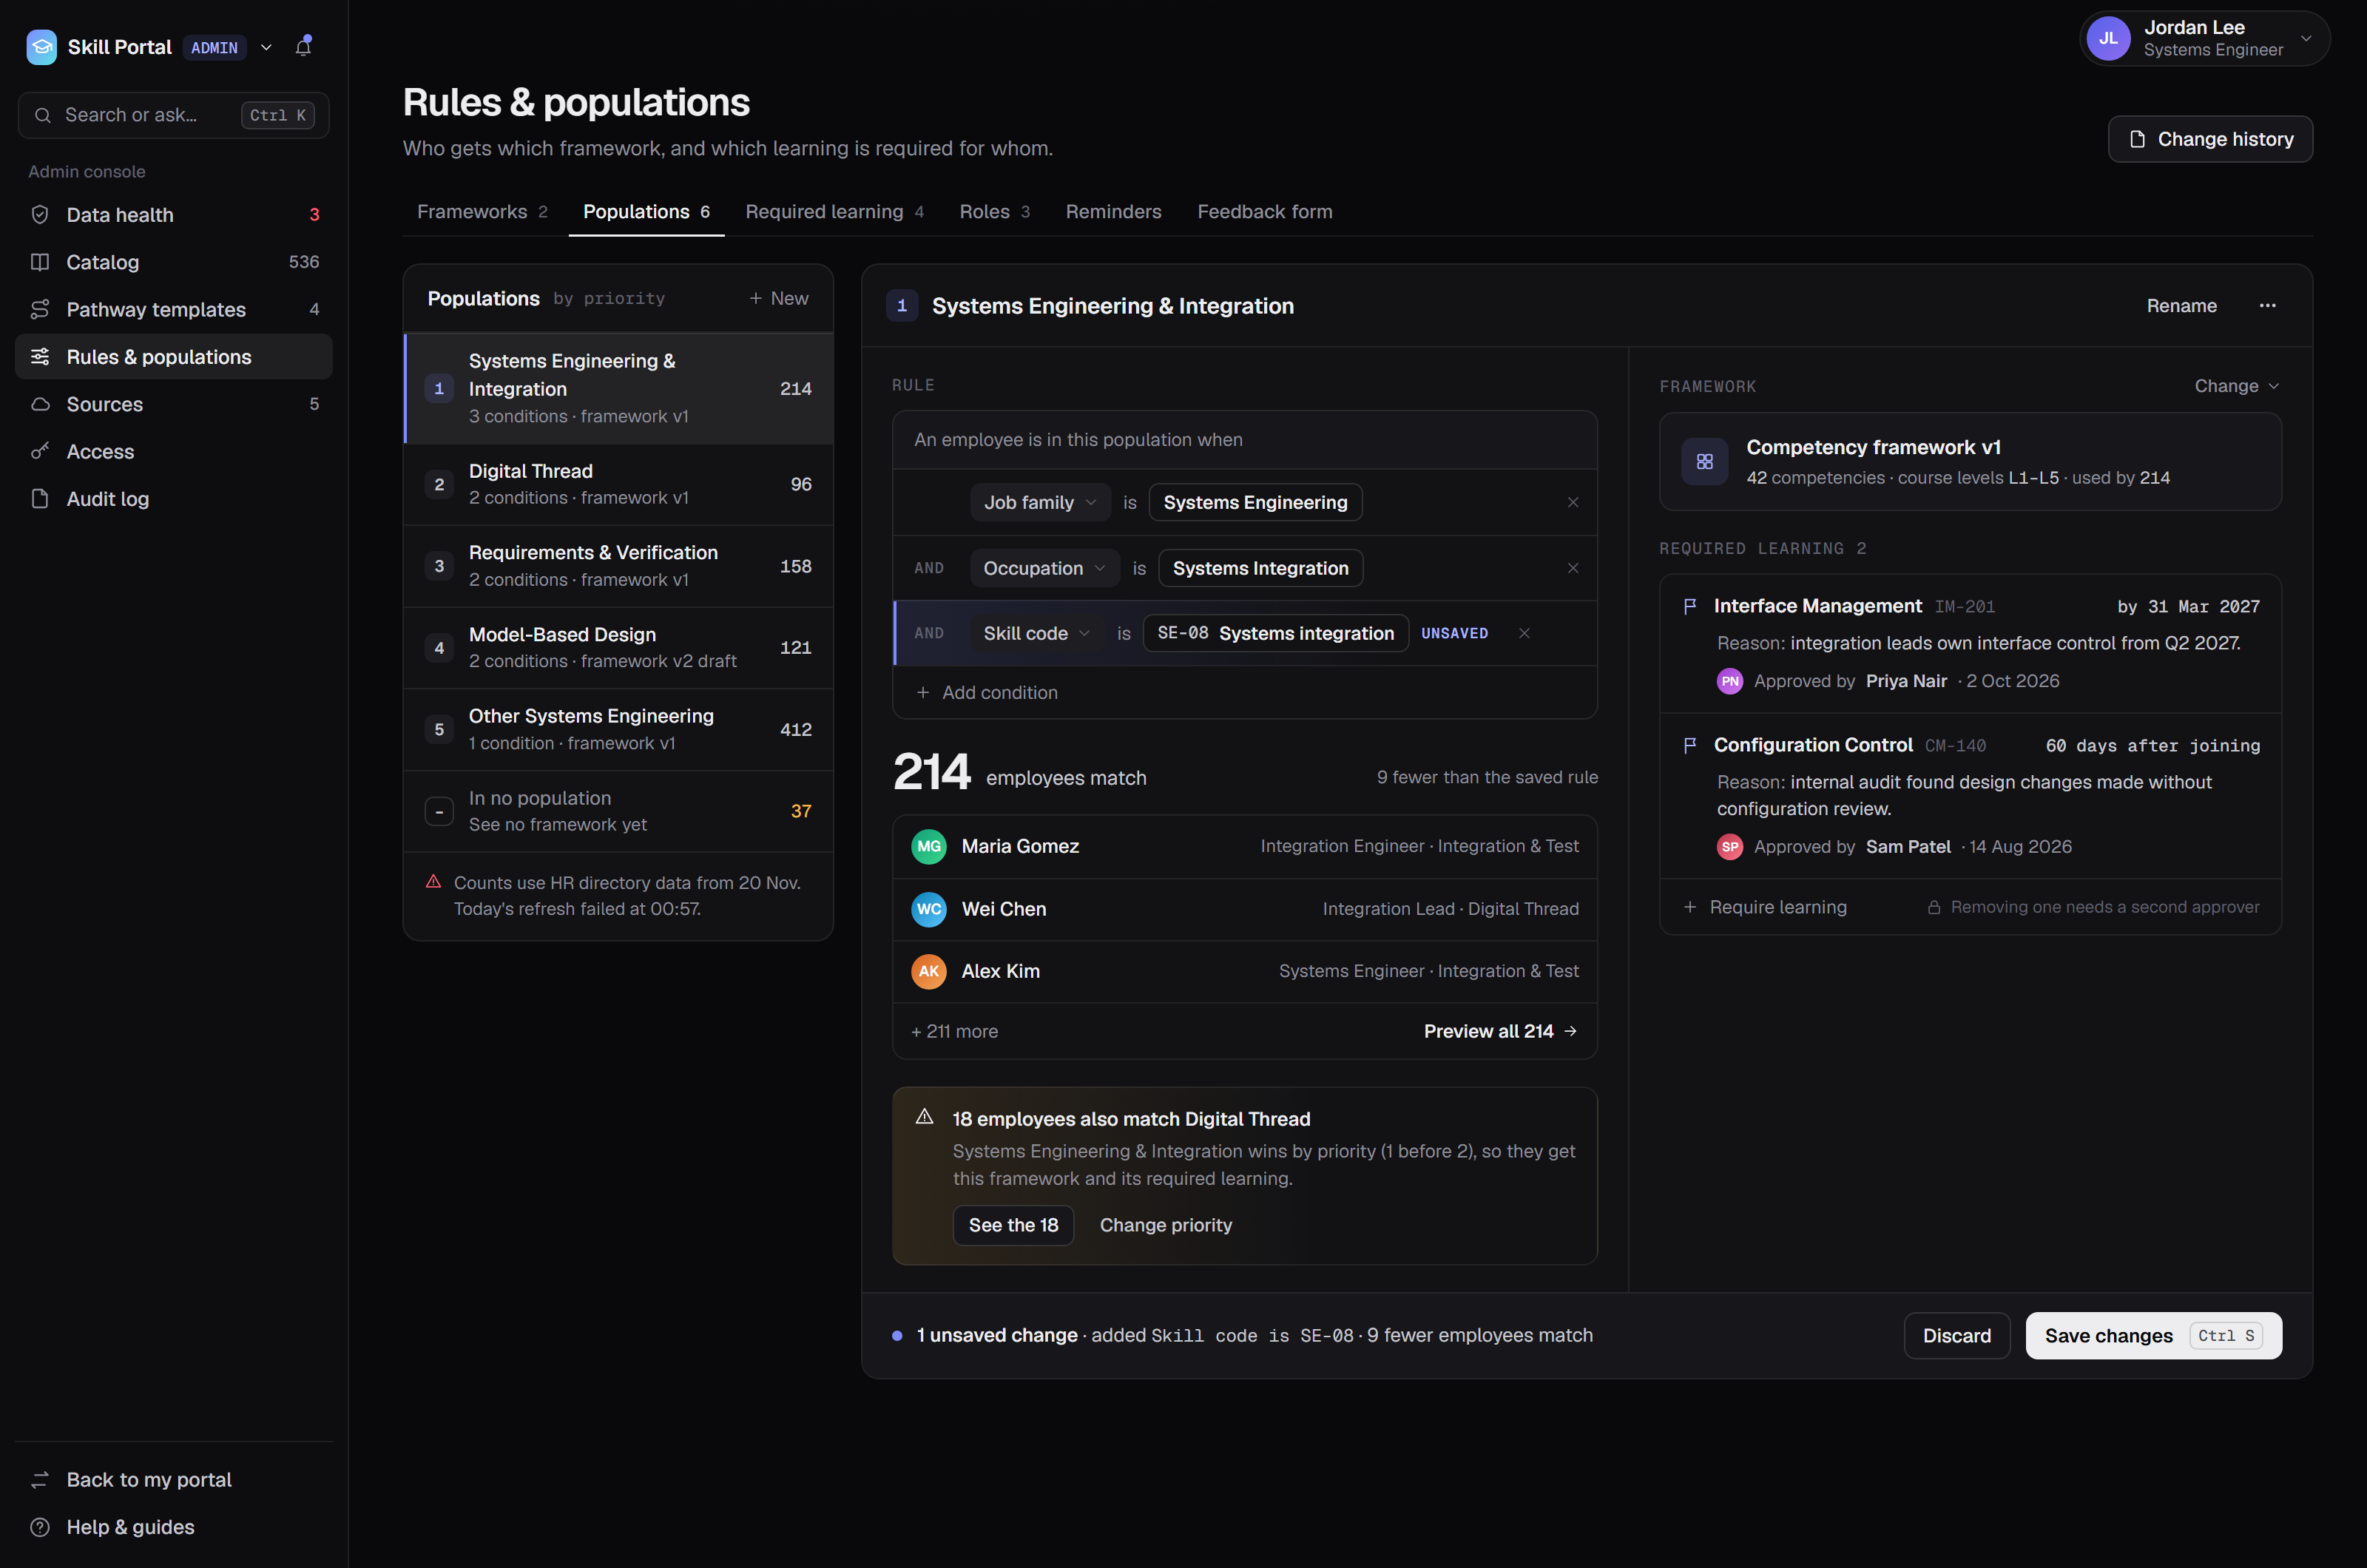 Skill Portal ADMIN
Search or ask... Ctrl K
Admin console
Data health 3
Catalog 536
Pathway templates 4
Rules & populations
Sources 5
Access
Audit log
Back to my portal
Help & guides
JL Jordan Lee
Systems Engineer
Rules & populations
Who gets which framework, and which learning is required for whom.
Change history
Frameworks 2 Populations 6 Required learning 4 Roles 3 Reminders Feedback form
Populations by priority + New
1 Systems Engineering &
Integration 214
3 conditions · framework v1
2 Digital Thread 96
2 conditions · framework v1
3 Requirements & Verification 158
2 conditions · framework v1
4 Model-Based Design 121
2 conditions · framework v2 draft
5 Other Systems Engineering 412
1 condition · framework v1
- In no population 37
See no framework yet
Counts use HR directory data from 20 Nov.
Today's refresh failed at 00:57.
1 Systems Engineering & Integration Rename
RULE
An employee is in this population when
Job family is Systems Engineering
AND Occupation is Systems Integration
AND Skill code is SE-08 Systems integration UNSAVED
+ Add condition
214 employees match 9 fewer than the saved rule
MG Maria Gomez Integration Engineer · Integration & Test
WC Wei Chen Integration Lead · Digital Thread
AK Alex Kim Systems Engineer · Integration & Test
+ 211 more Preview all 214 →
18 employees also match Digital Thread
Systems Engineering & Integration wins by priority (1 before 2), so they get
this framework and its required learning.
See the 18 Change priority
FRAMEWORK Change
Competency framework v1
42 competencies · course levels L1-L5 · used by 214
REQUIRED LEARNING 2
Interface Management IM-201 by 31 Mar 2027
Reason: integration leads own interface control from Q2 2027.
PN Approved by Priya Nair · 2 Oct 2026
Configuration Control CM-140 60 days after joining
Reason: internal audit found design changes made without
configuration review.
SP Approved by Sam Patel · 14 Aug 2026
+ Require learning Removing one needs a second approver
1 unsaved change · added Skill code is SE-08 · 9 fewer employees match
Discard Save changes Ctrl S